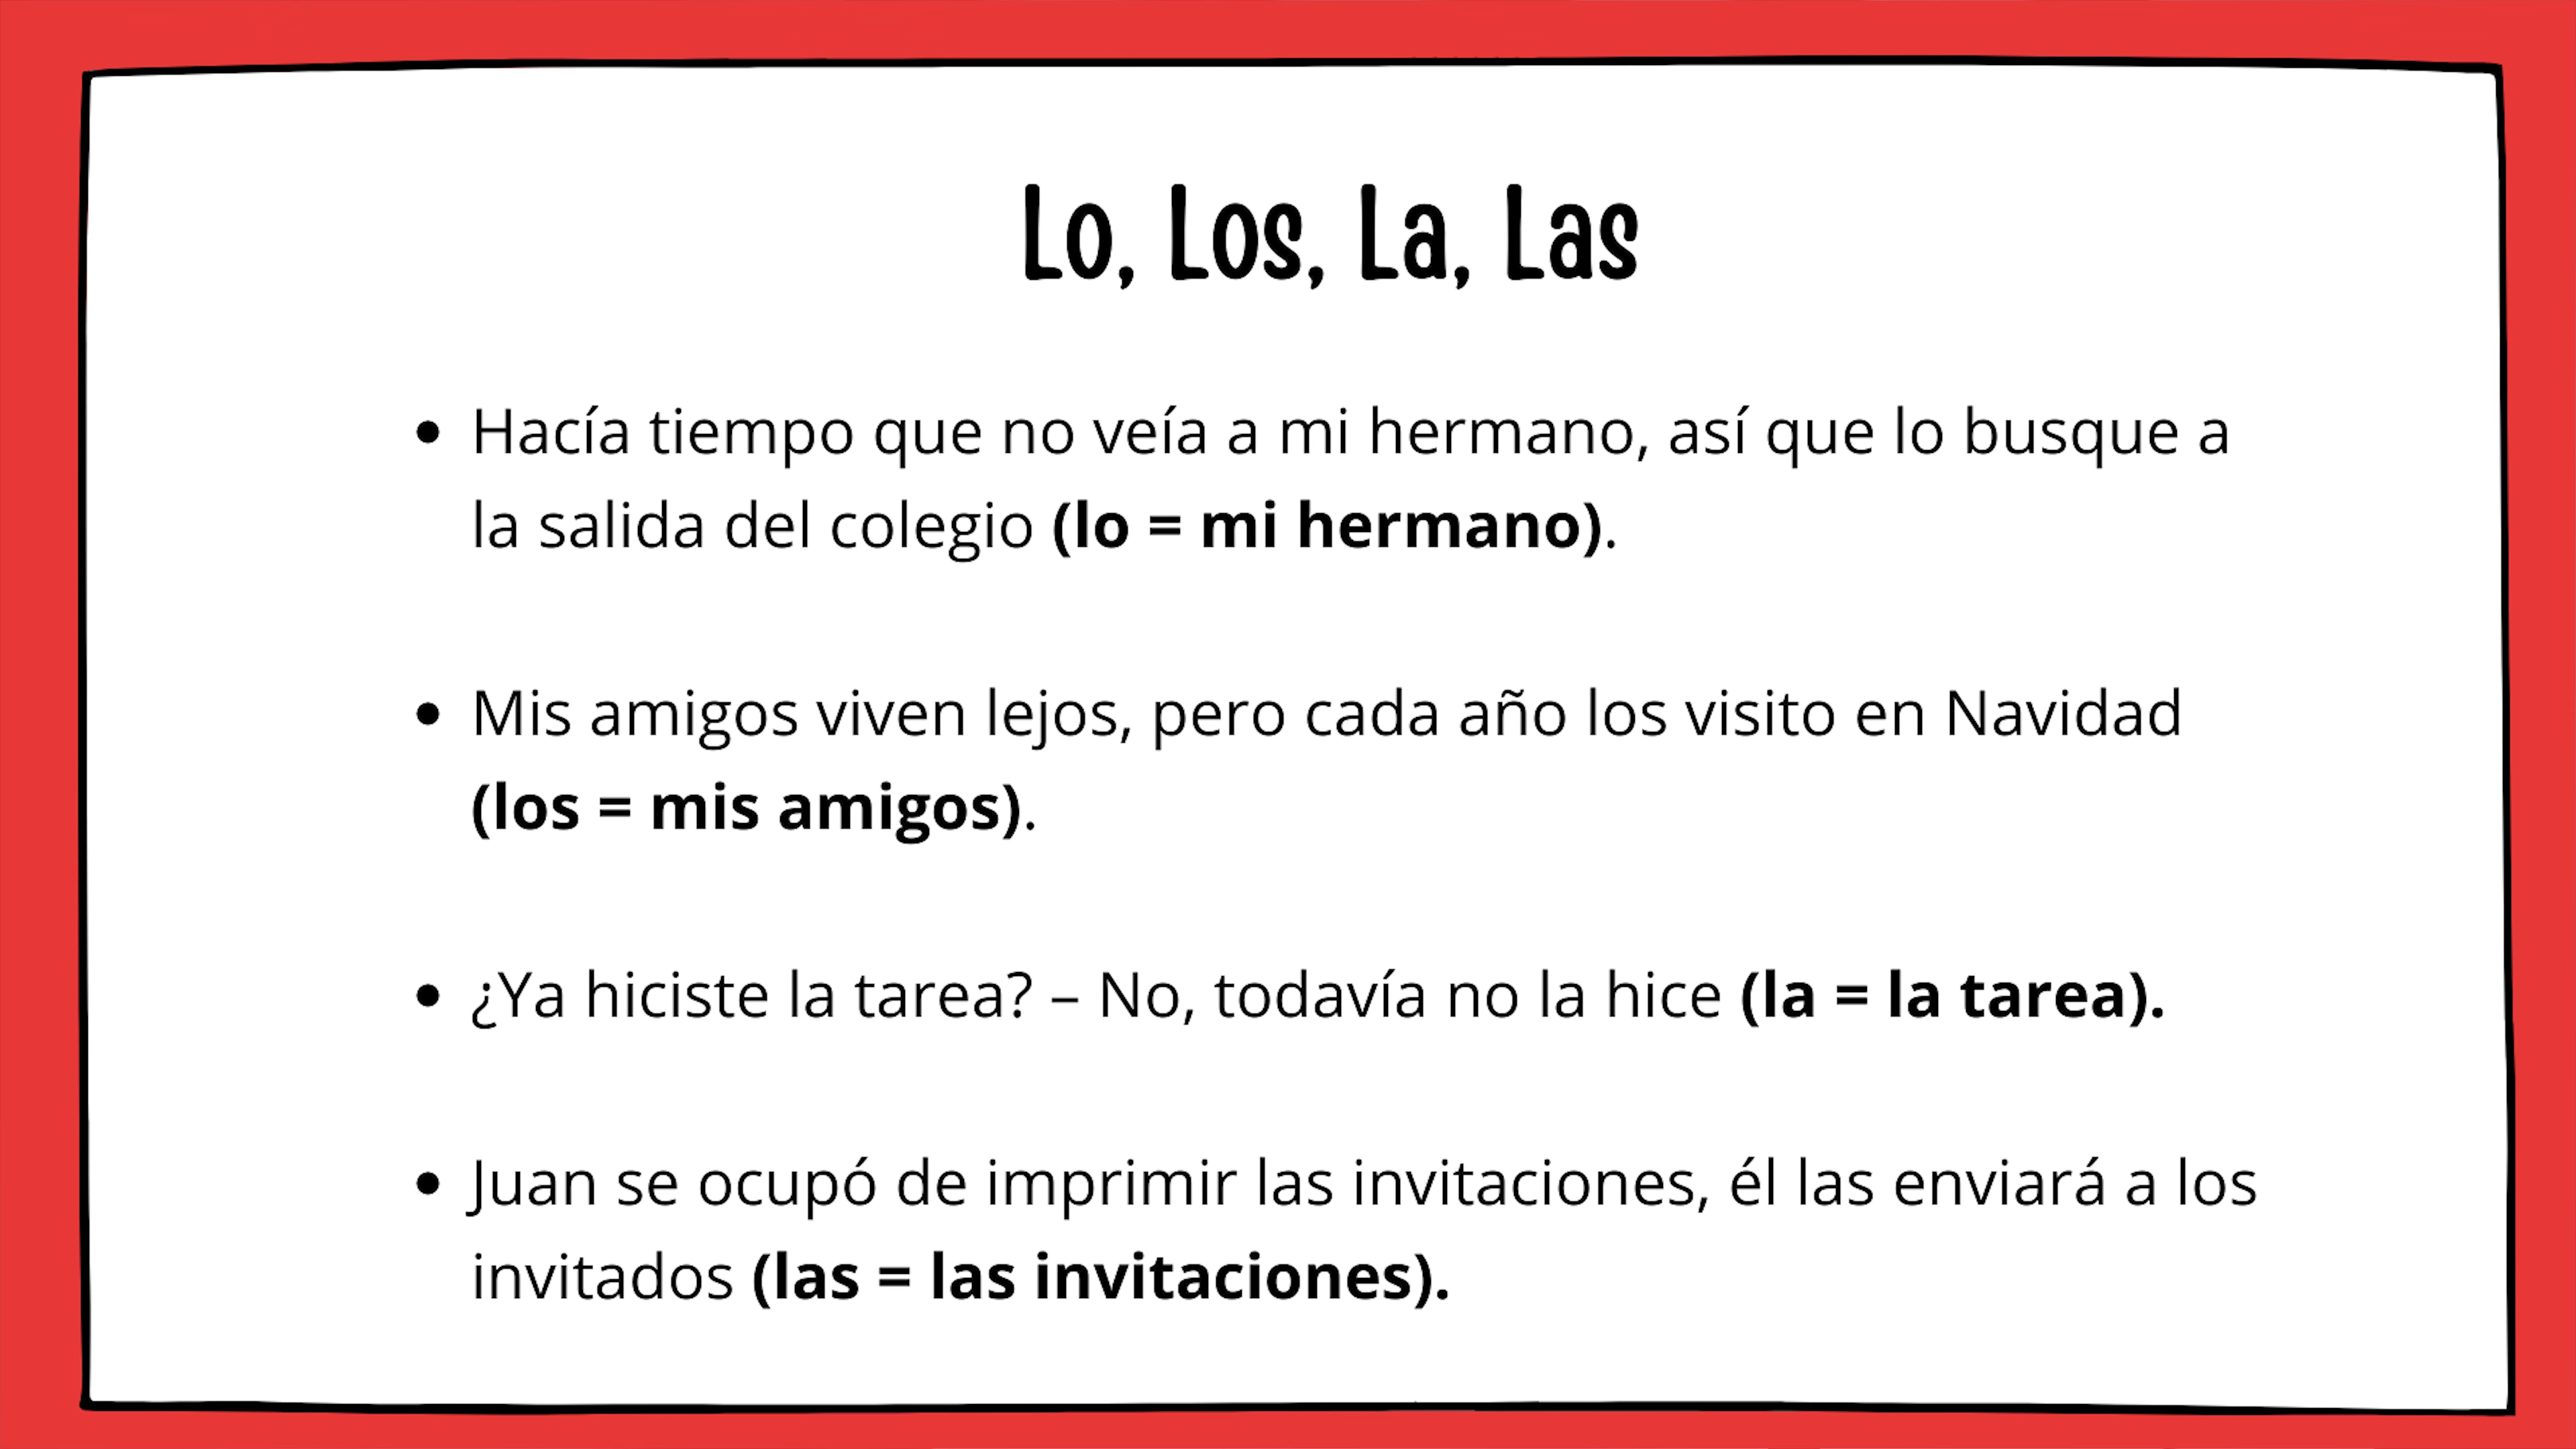 Lo, Los, La, Las
• Hacía tiempo que no veía a mi hermano, así que lo busque a
la salida del colegio (lo = mi hermano).
• Mis amigos viven lejos, pero cada año los visito en Navidad
(los = mis amigos).
• ¿Ya hiciste la tarea? – No, todavía no la hice (la = la tarea).
• Juan se ocupó de imprimir las invitaciones, él las enviará a los
invitados (las = las invitaciones).